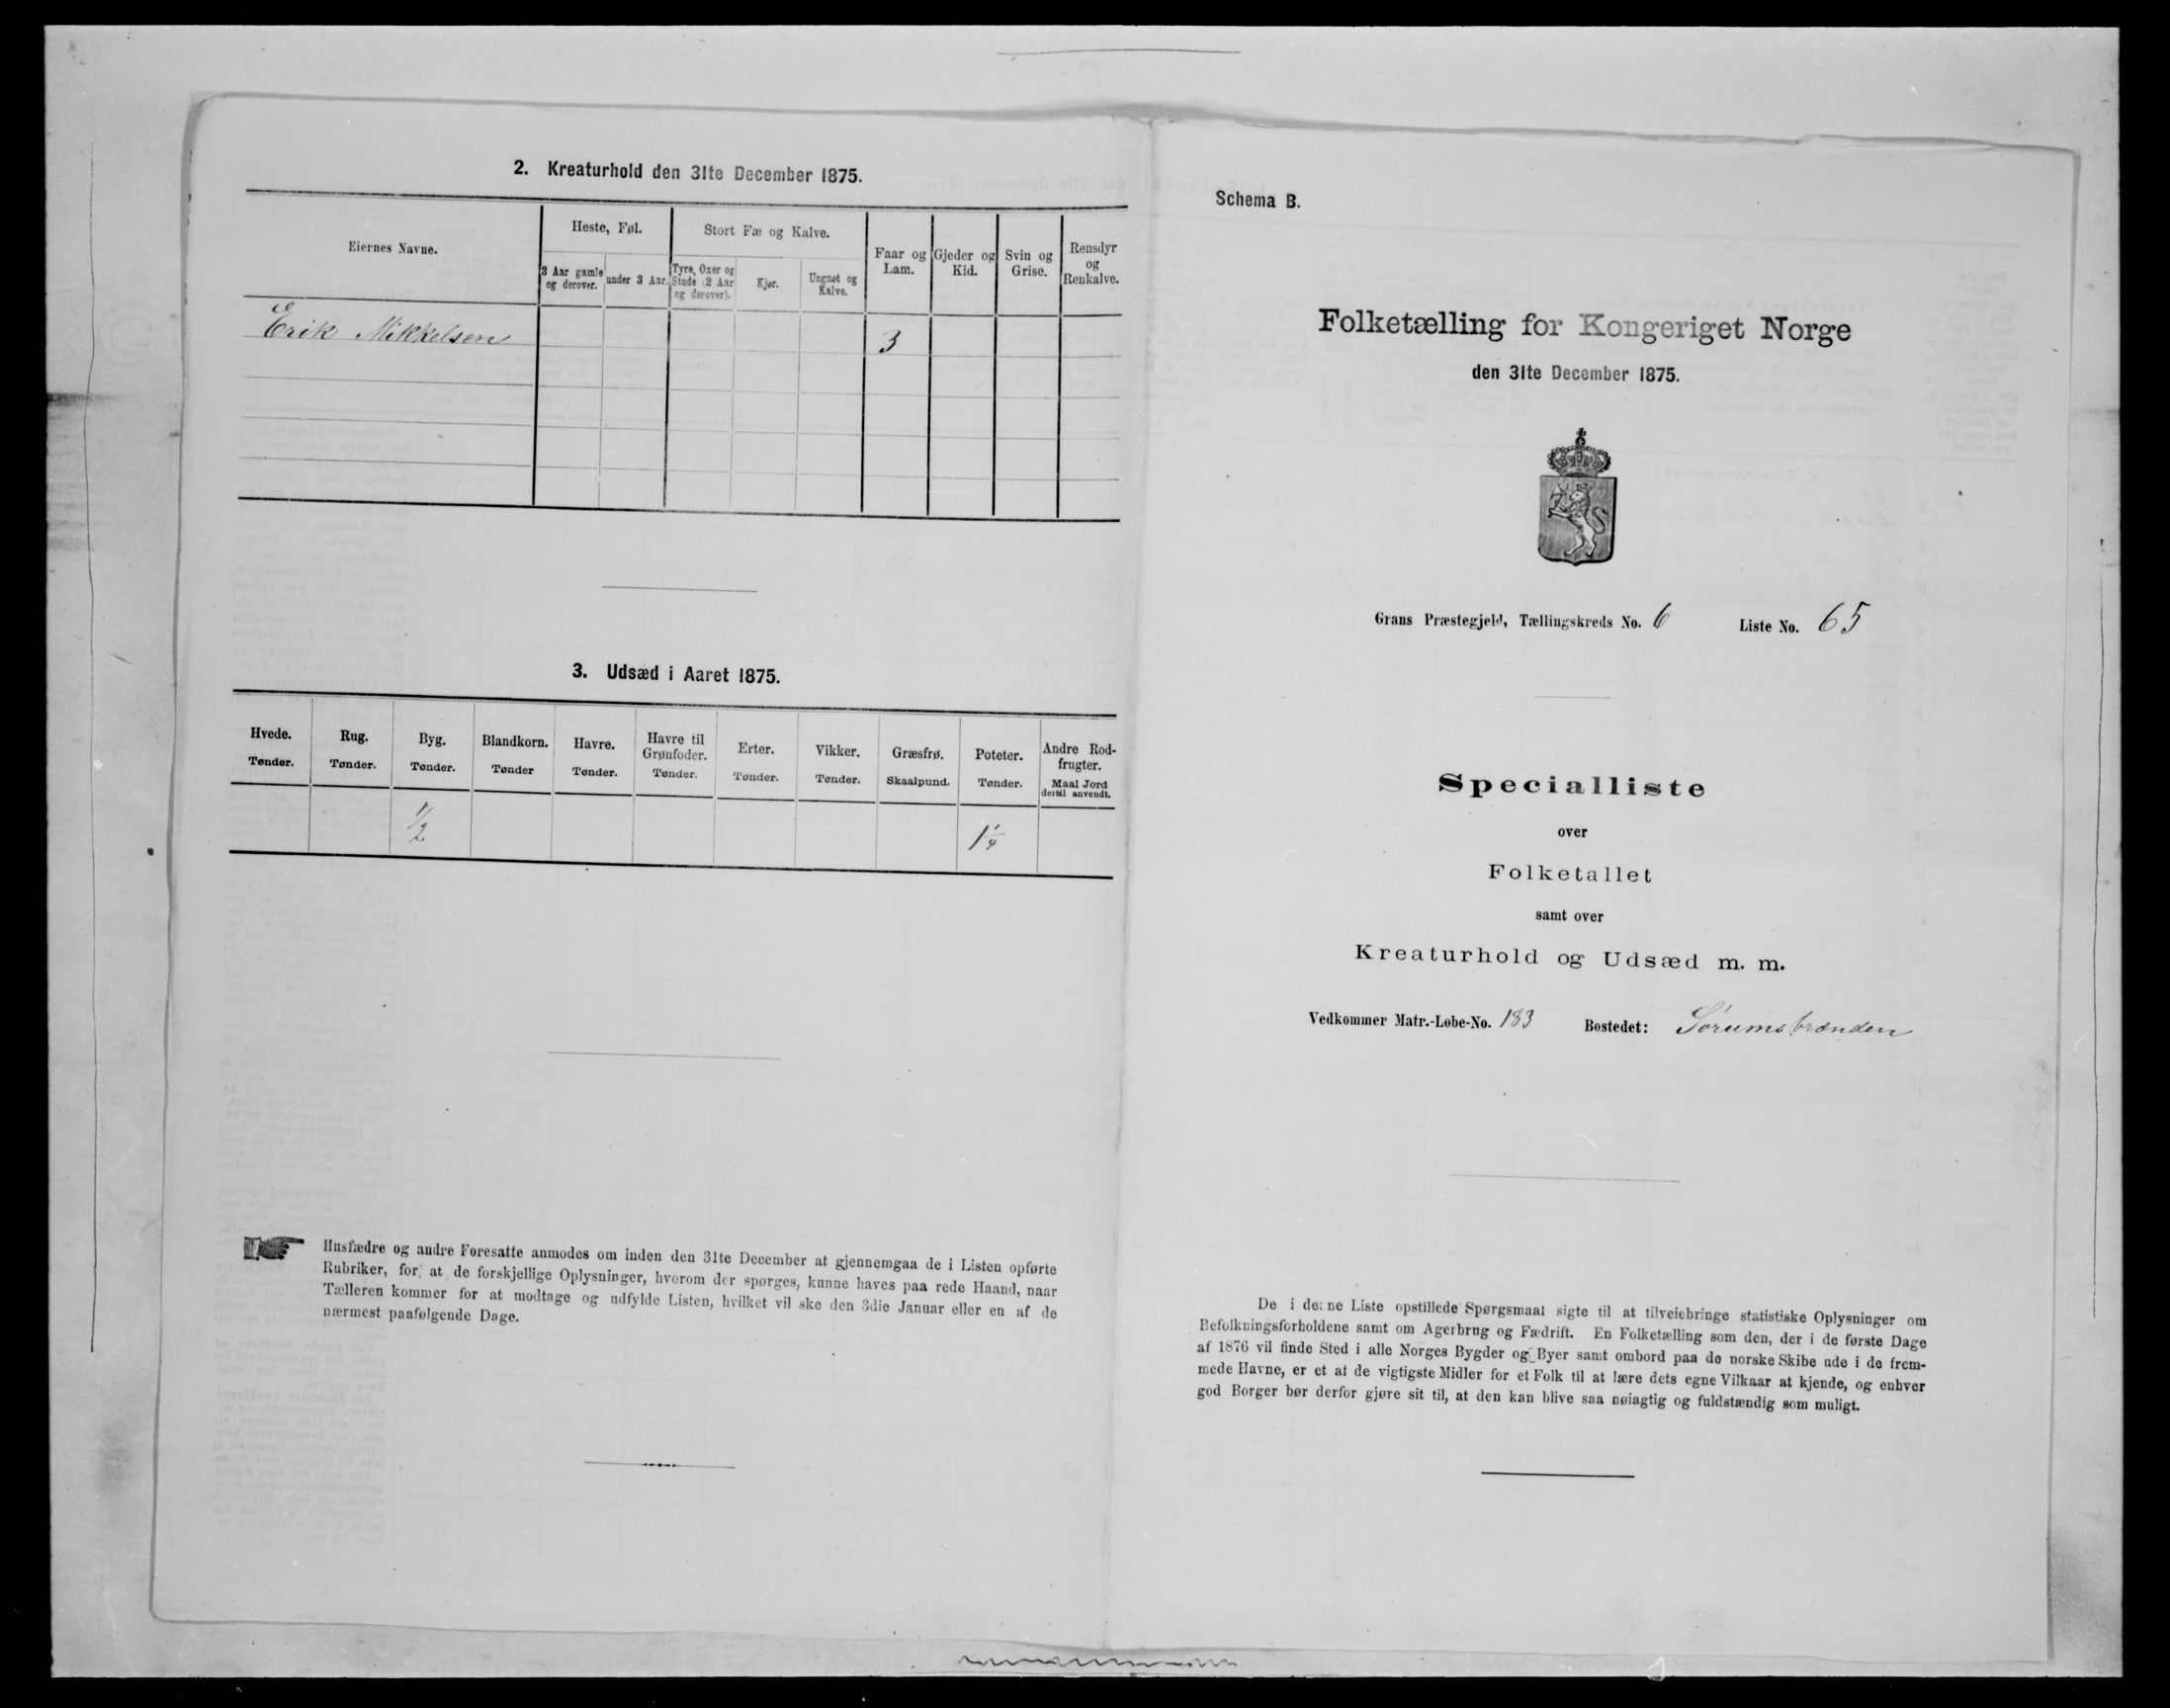 2. Kreaturhold den 31te December 1875.
Eiernes Navne.
Heste, Føl.
Stort Fæ og Kalve.
Faar og Lam.
Gjeder og Kid.
Svin og Grise.
Rensdyr og Renkalve.
3 Aar gamle og derover.
under 3 Aar.
Tyre, Oxer og Stude (2 Aar og derover).
Kjør.
Ungnøt og Kalve.
Erik Mikkelsen 3
3. Udsæd i Aaret 1875.
Hvede. Tønder.
Rug. Tønder.
Byg. Tønder.
Blandkorn. Tønder
Havre. Tønder.
Havre til Grønfoder. Tønder.
Erter. Tønder.
Vikker. Tønder.
Græsfrø. Skaalpund.
Poteter. Tønder.
Andre Rodfrugter. Maal Jord dertil anvendt.
1/2 1 1/4
Husfædre og andre Foresatte anmodes om inden den 31te December at gjennemgaa de i Listen opførte
Rubriker, for at de forskjellige Oplysninger, hvorom der spørges, kunne haves paa rede Haand, naar
Tælleren kommer for at modtage og udfylde Listen, hvilket vil ske den 3die Januar eller en af de
nærmest paafølgende Dage.
Schema B.
Folketælling for Kongeriget Norge
den 31te December 1875.
Grans Præstegjeld, Tællingskreds No. 6 Liste No. 65
Specialliste
over
Folketallet
samt over
Kreaturhold og Udsæd m. m.
Vedkommer Matr.-Løbe-No. 183 Bostedet: Sörumsbrænden
De i denne Liste opstillede Spørgsmaal sigte til at tilveiebringe statistiske Oplysninger om
Befolkningsforholdene samt om Agerbrug og Fædrift. En Folketælling som den, der i de første Dage
af 1876 vil finde Sted i alle Norges Bygder og Byer samt ombord paa de norske Skibe ude i de frem-
mede Havne, er et at de vigtigste Midler for et Folk til at lære dets egne Vilkaar at kjende, og enhver
god Borger bør derfor gjøre sit til, at den kan blive saa nøiagtig og fuldstændig som muligt.